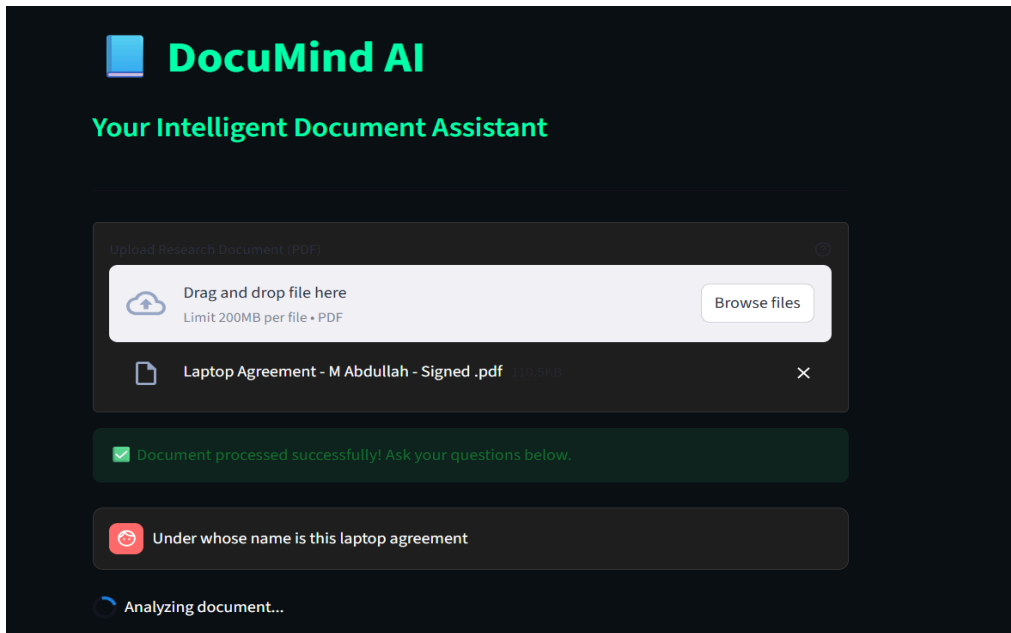 DocuMind AI
Your Intelligent Document Assistant
Upload Research Document (PDF)
Drag and drop file here
Limit 200MB per file • PDF
Browse files
Laptop Agreement - M Abdullah - Signed .pdf
Document processed successfully! Ask your questions below.
Under whose name is this laptop agreement
Analyzing document...